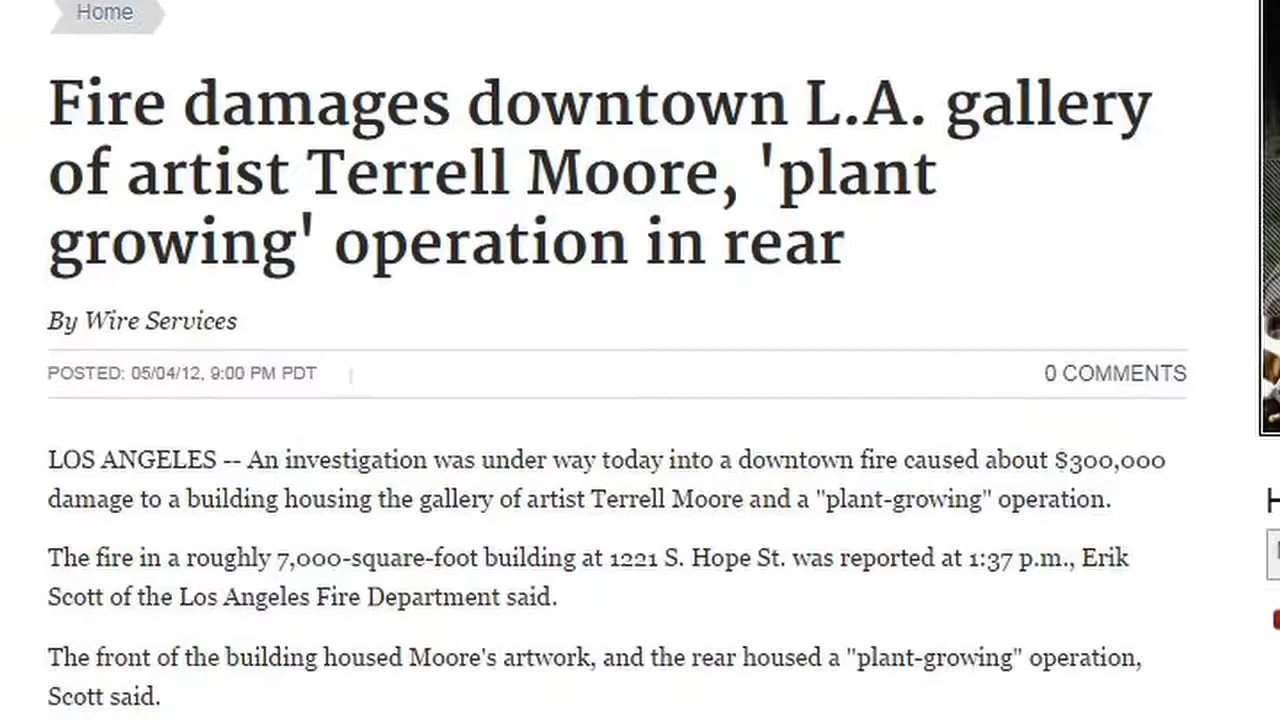 Home
Fire damages downtown L.A. gallery
of artist Terrell Moore, 'plant
growing' operation in rear
By Wire Services
POSTED: 05/04/12, 9:00 PM PDT
0 COMMENTS
LOS ANGELES -- An investigation was under way today into a downtown fire caused about $300,000
damage to a building housing the gallery of artist Terrell Moore and a "plant-growing" operation.
The fire in a roughly 7,000-square-foot building at 1221 S. Hope St. was reported at 1:37 p.m., Erik
Scott of the Los Angeles Fire Department said.
The front of the building housed Moore's artwork, and the rear housed a "plant-growing" operation,
Scott said.